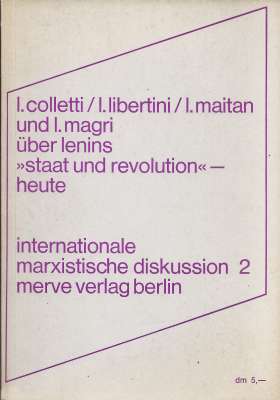 l.colletti/l.libertini/l.maitan
und l.magri
über lenins
»staat und revolution«—
heute
internationale
marxistische diskussion 2
merve verlag berlin
dm 5,—